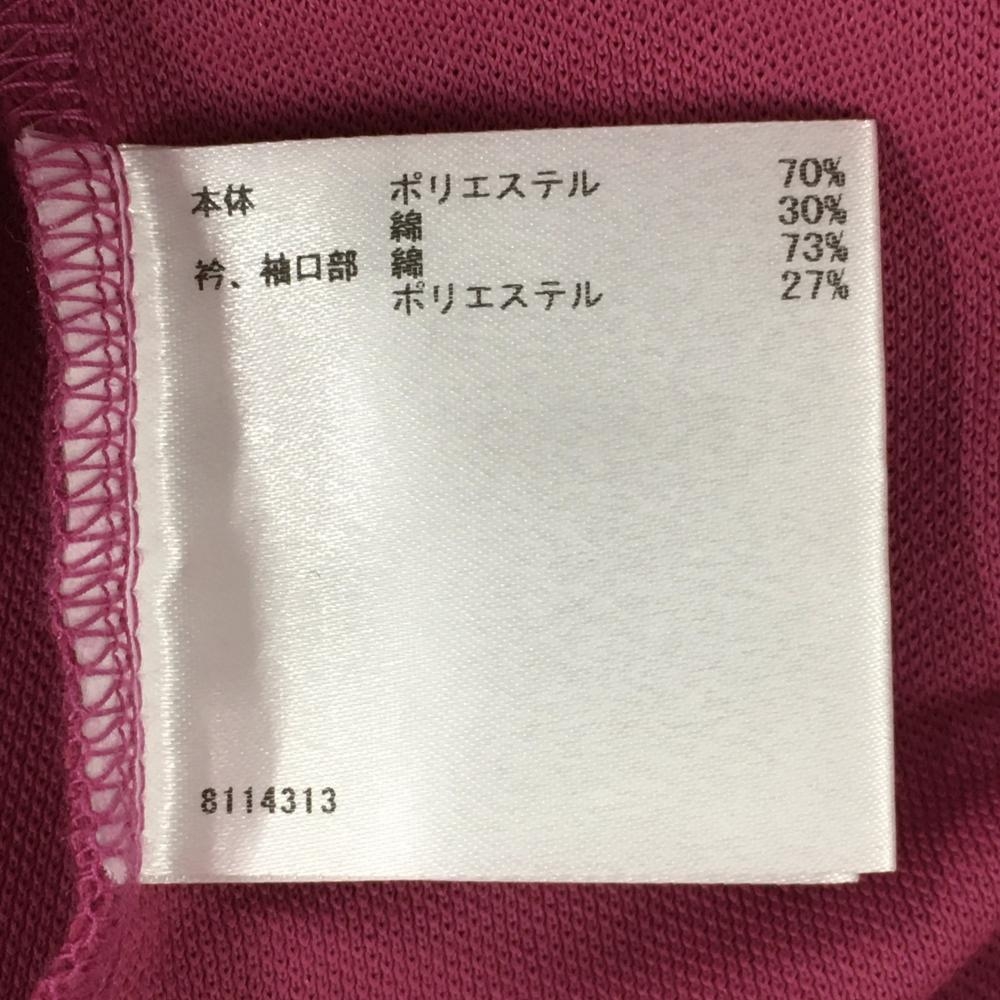 本体 ポリエステル 70%
綿 30%
衿、袖口部 綿 73%
ポリエステル 27%
8114313